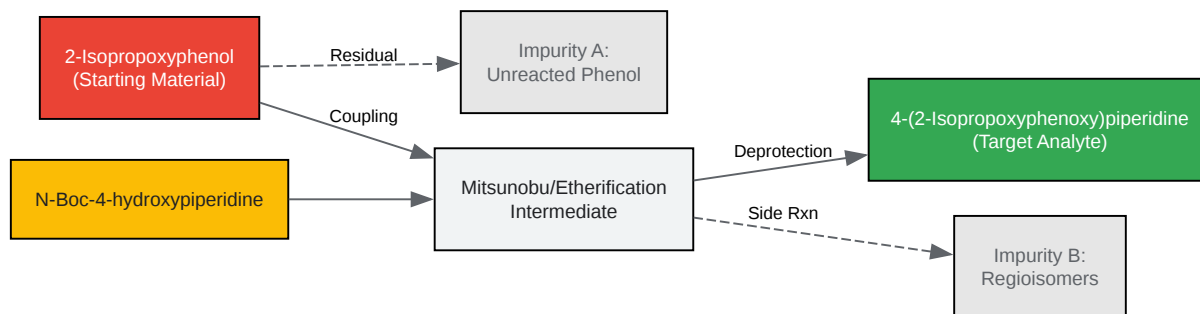 2-Isopropoxyphenol
(Starting Material)
Residual
Impurity A:
Unreacted Phenol
Coupling
N-Boc-4-hydroxypiperidine
Mitsunobu/Etherification
Intermediate
Deprotection
4-(2-Isopropoxyphenoxy)piperidine
(Target Analyte)
Side Rxn
Impurity B:
Regioisomers